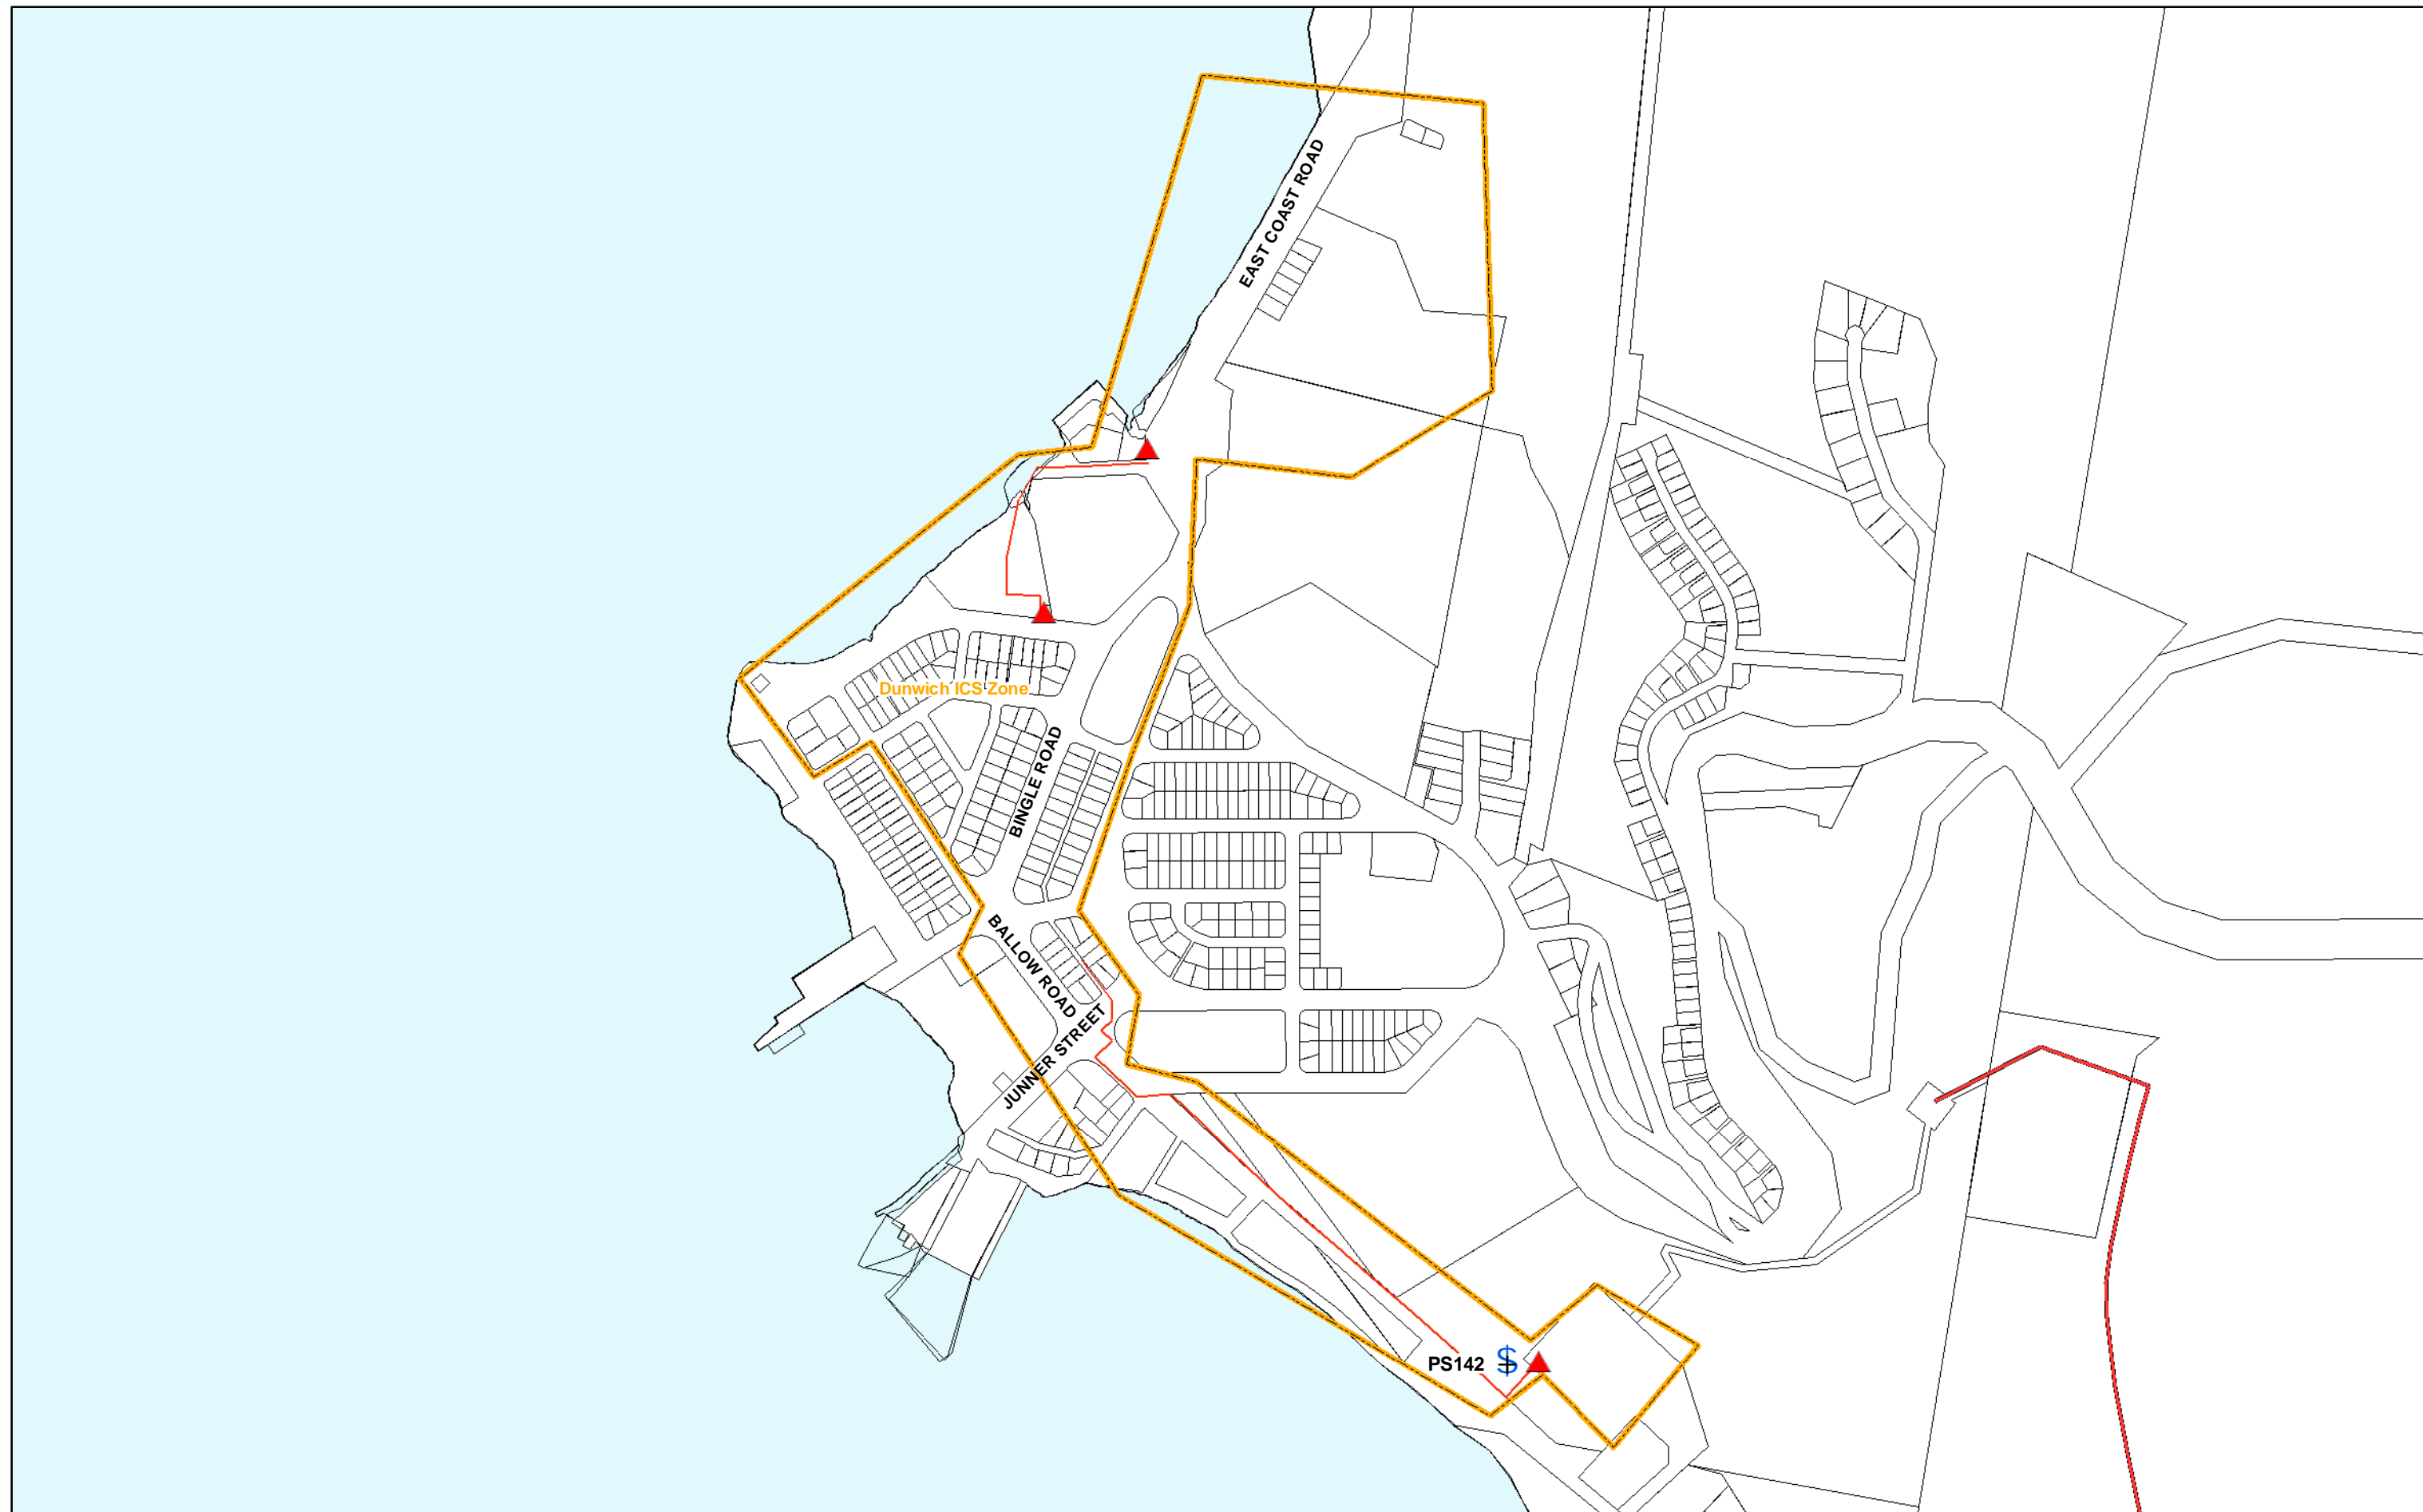 EAST COAST ROAD
Dunwich ICS Zone
BINGLE ROAD
BALLOW ROAD
JUNNER STREET
PS142
$